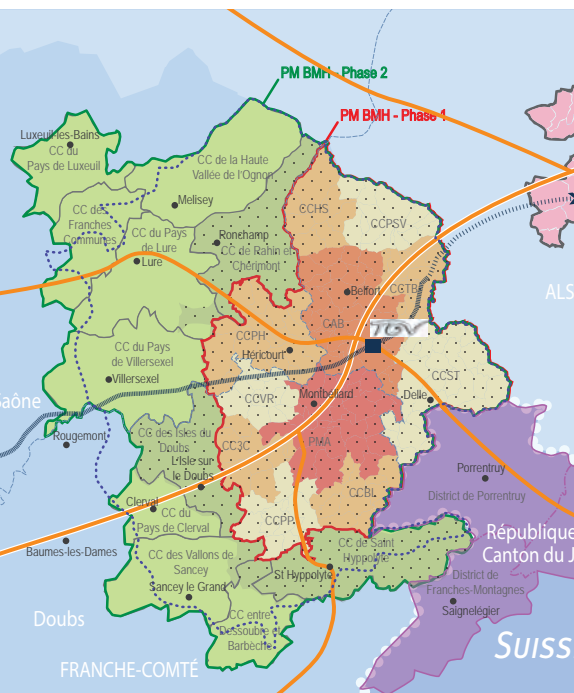 PM BMH - Phase 2
PM BMH - Phase 1
Luxeuil-les-Bains
CC du
Pays de Luxeuil
CC de la Haute
Vallée de l'Ognon
Melisey
CC des
Franches
Communes
CCHS
CCPSV
CC du Pays
de Lure
Lure
Ronchamp
CC de Rahin et
Chérimont
Belfort
CCTB
ALS
CAB
TGV
CCPH
Héricourt
CC du Pays
de Villersexel
Villersexel
CCST
CCVR
Montbéliard
Delle
Saône
Rougemont
CC des Isles du
Doubs
L'Isle sur
le Doubs
CC3C
PMA
Porrentruy
District de Porrentruy
CCBL
Clerval
CC du
Pays de Clerval
CCPP
République
Canton du J
Baumes-les-Dames
CC des Vallons de
Sancey
Sancey le Grand
CC de Saint
Hyppolyte
St Hyppolyte
District de
Franches-Montagnes
Saignelégier
Doubs
CC entre
Dessoubre et
Barbèche
SUISS
FRANCHE-COMTÉ